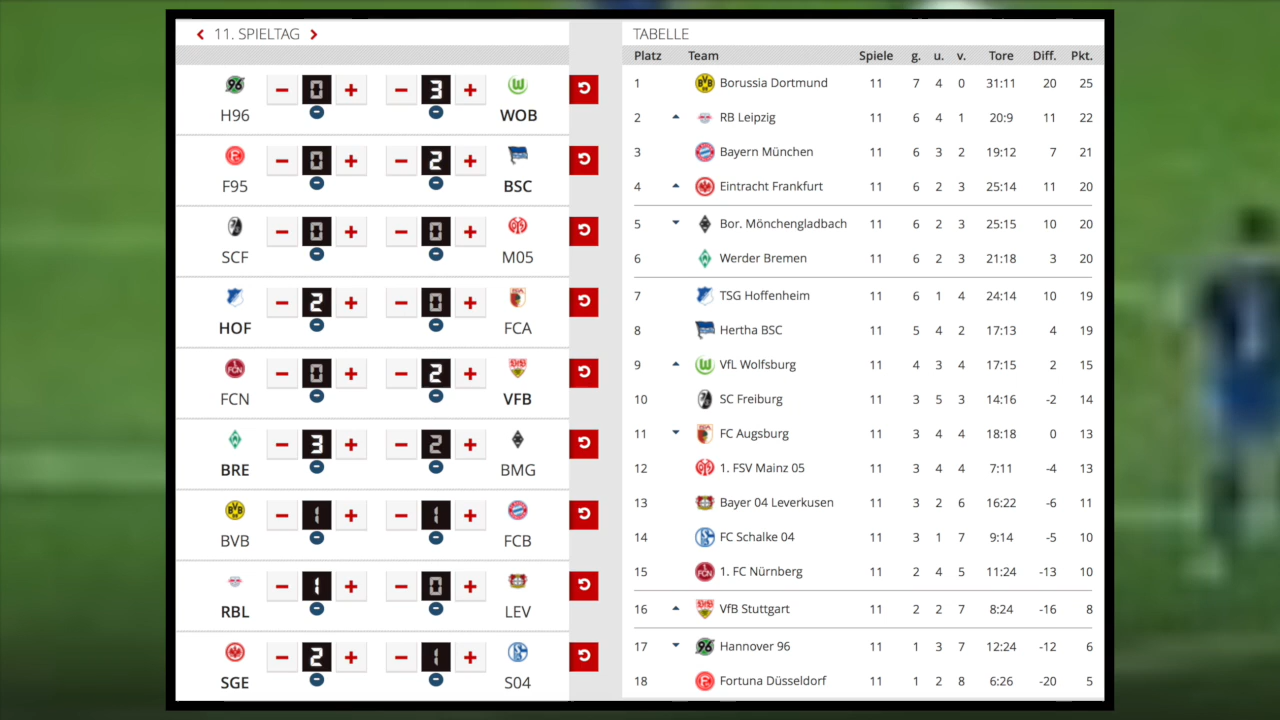 11. SPIELTAG
H96 0 3 WOB
F95 0 2 BSC
SCF 0 0 M05
HOF 2 0 FCA
FCN 0 2 VFB
BRE 3 2 BMG
BVB 1 1 FCB
RBL 1 0 LEV
SGE 2 1 S04
TABELLE
Platz Team Spiele g. u. v. Tore Diff. Pkt.
1 Borussia Dortmund 11 7 4 0 31:11 20 25
2 RB Leipzig 11 6 4 1 20:9 11 22
3 Bayern München 11 6 3 2 19:12 7 21
4 Eintracht Frankfurt 11 6 2 3 25:14 11 20
5 Bor. Mönchengladbach 11 6 2 3 25:15 10 20
6 Werder Bremen 11 6 2 3 21:18 3 20
7 TSG Hoffenheim 11 6 1 4 24:14 10 19
8 Hertha BSC 11 5 4 2 17:13 4 19
9 VfL Wolfsburg 11 4 3 4 17:15 2 15
10 SC Freiburg 11 3 5 3 14:16 -2 14
11 FC Augsburg 11 3 4 4 18:18 0 13
12 1. FSV Mainz 05 11 3 4 4 7:11 -4 13
13 Bayer 04 Leverkusen 11 3 2 6 16:22 -6 11
14 FC Schalke 04 11 3 1 7 9:14 -5 10
15 1. FC Nürnberg 11 2 4 5 11:24 -13 10
16 VfB Stuttgart 11 2 2 7 8:24 -16 8
17 Hannover 96 11 1 3 7 12:24 -12 6
18 Fortuna Düsseldorf 11 1 2 8 6:26 -20 5